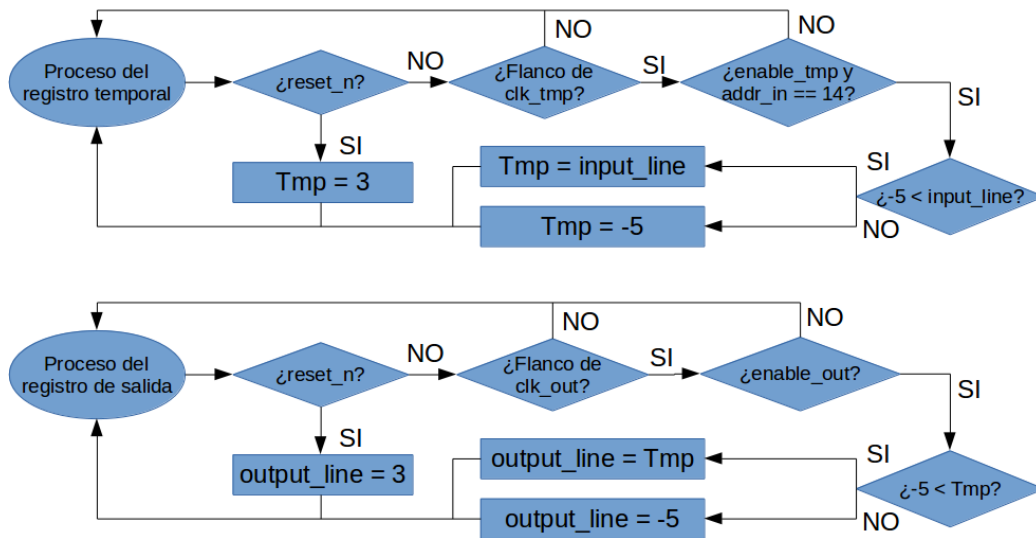 Proceso del
registro temporal
¿reset_n?
NO
¿Flanco de
clk_tmp?
NO
SI
¿enable_tmp y
addr_in == 14?
NO
SI
SI
Tmp = 3
Tmp = input_line
SI
¿-5 < input_line?
Tmp = -5
NO
Proceso del
registro de salida
¿reset_n?
NO
¿Flanco de
clk_out?
NO
SI
¿enable_out?
NO
SI
SI
output_line = 3
output_line = Tmp
SI
¿-5 < Tmp?
output_line = -5
NO